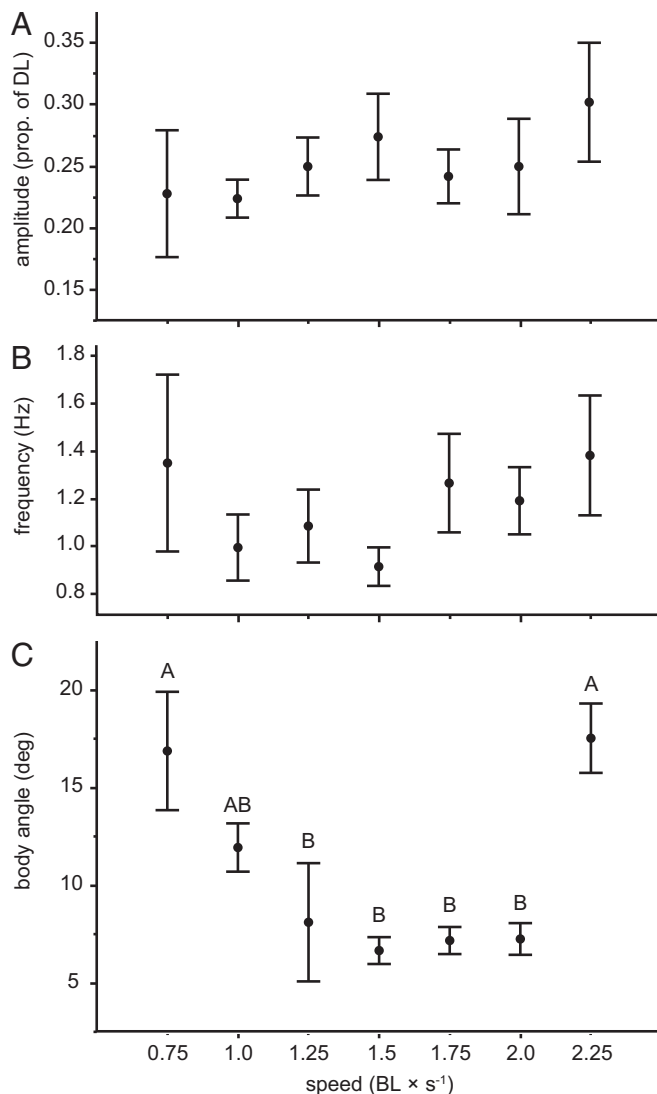 A
amplitude (prop. of DL)
0.35
0.30
0.25
0.20
0.15
B
frequency (Hz)
1.8
1.6
1.4
1.2
1.0
0.8
C
body angle (deg)
20
15
10
5
A
AB
B
B
B
B
A
0.75 1.0 1.25 1.5 1.75 2.0 2.25
speed (BL × s⁻¹)